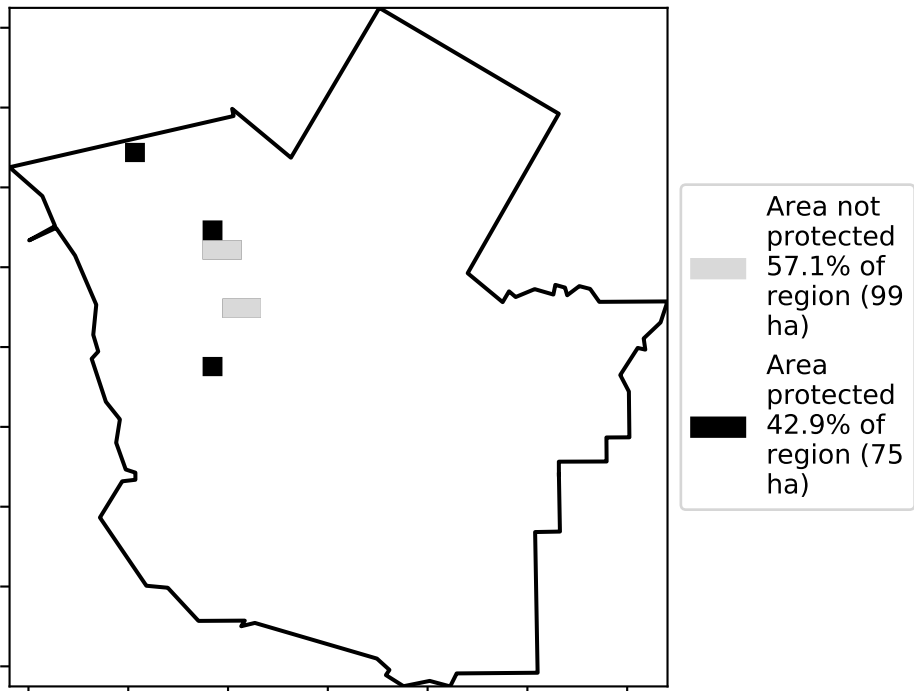 Area not
protected
57.1% of
region (99
ha)
Area
protected
42.9% of
region (75
ha)